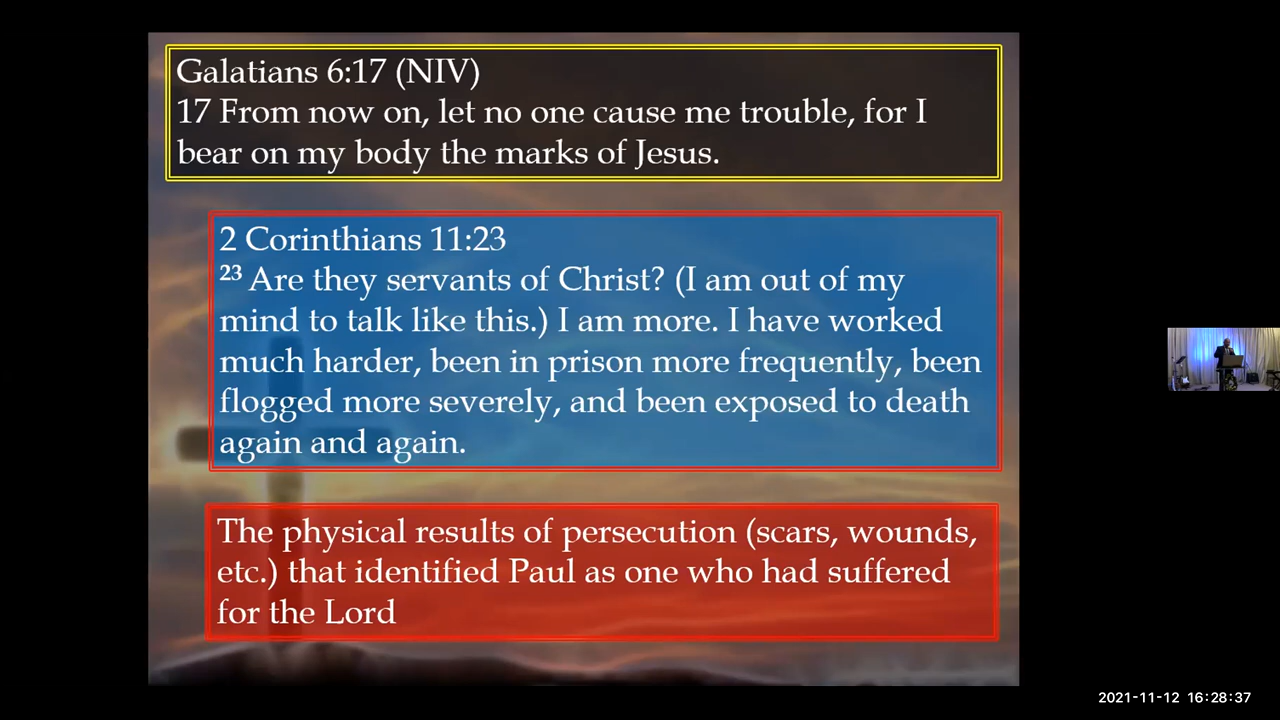 Galatians 6:17 (NIV)
17 From now on, let no one cause me trouble, for I
bear on my body the marks of Jesus.
2 Corinthians 11:23
23 Are they servants of Christ? (I am out of my
mind to talk like this.) I am more. I have worked
much harder, been in prison more frequently, been
flogged more severely, and been exposed to death
again and again.
The physical results of persecution (scars, wounds,
etc.) that identified Paul as one who had suffered
for the Lord
2021-11-12 16:28:37